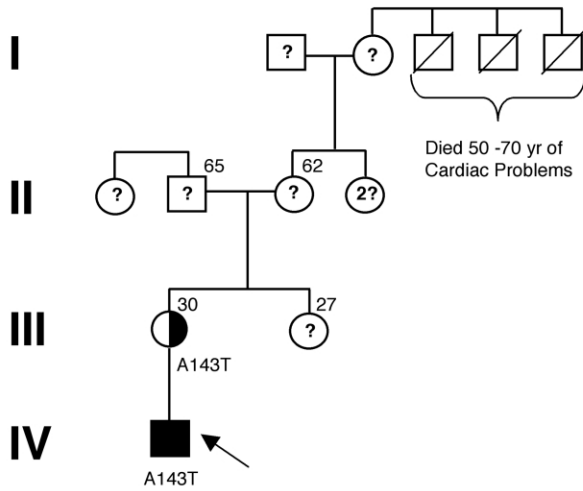 I
?
?
Died 50 -70 yr of
Cardiac Problems
II
?
65
?
62
?
2?
III
30
27
?
A143T
IV
A143T